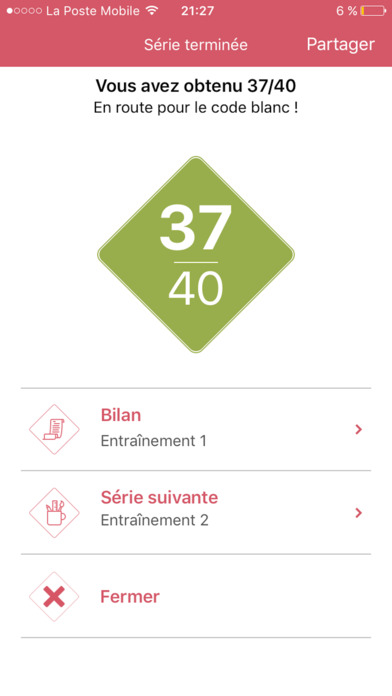 La Poste Mobile 21:27 6 %
Série terminée Partager
Vous avez obtenu 37/40
En route pour le code blanc !
37
40
Bilan
Entraînement 1
Série suivante
Entraînement 2
Fermer